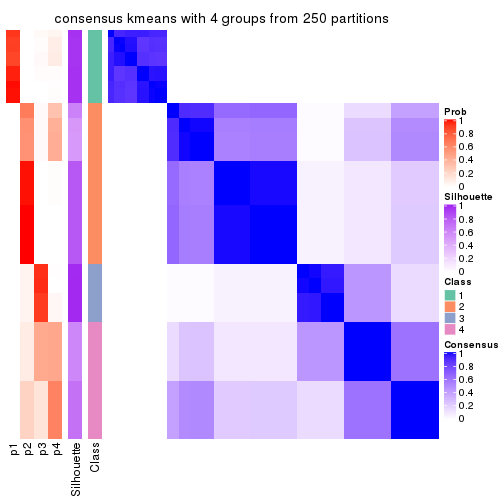 consensus kmeans with 4 groups from 250 partitions
Prob
1
0.8
0.6
0.4
0.2
0
Silhouette
1
0.8
0.6
0.4
0.2
0
Class
1
2
3
4
Consensus
1
0.8
0.6
0.4
0.2
0
p1
p2
p3
p4
Silhouette
Class